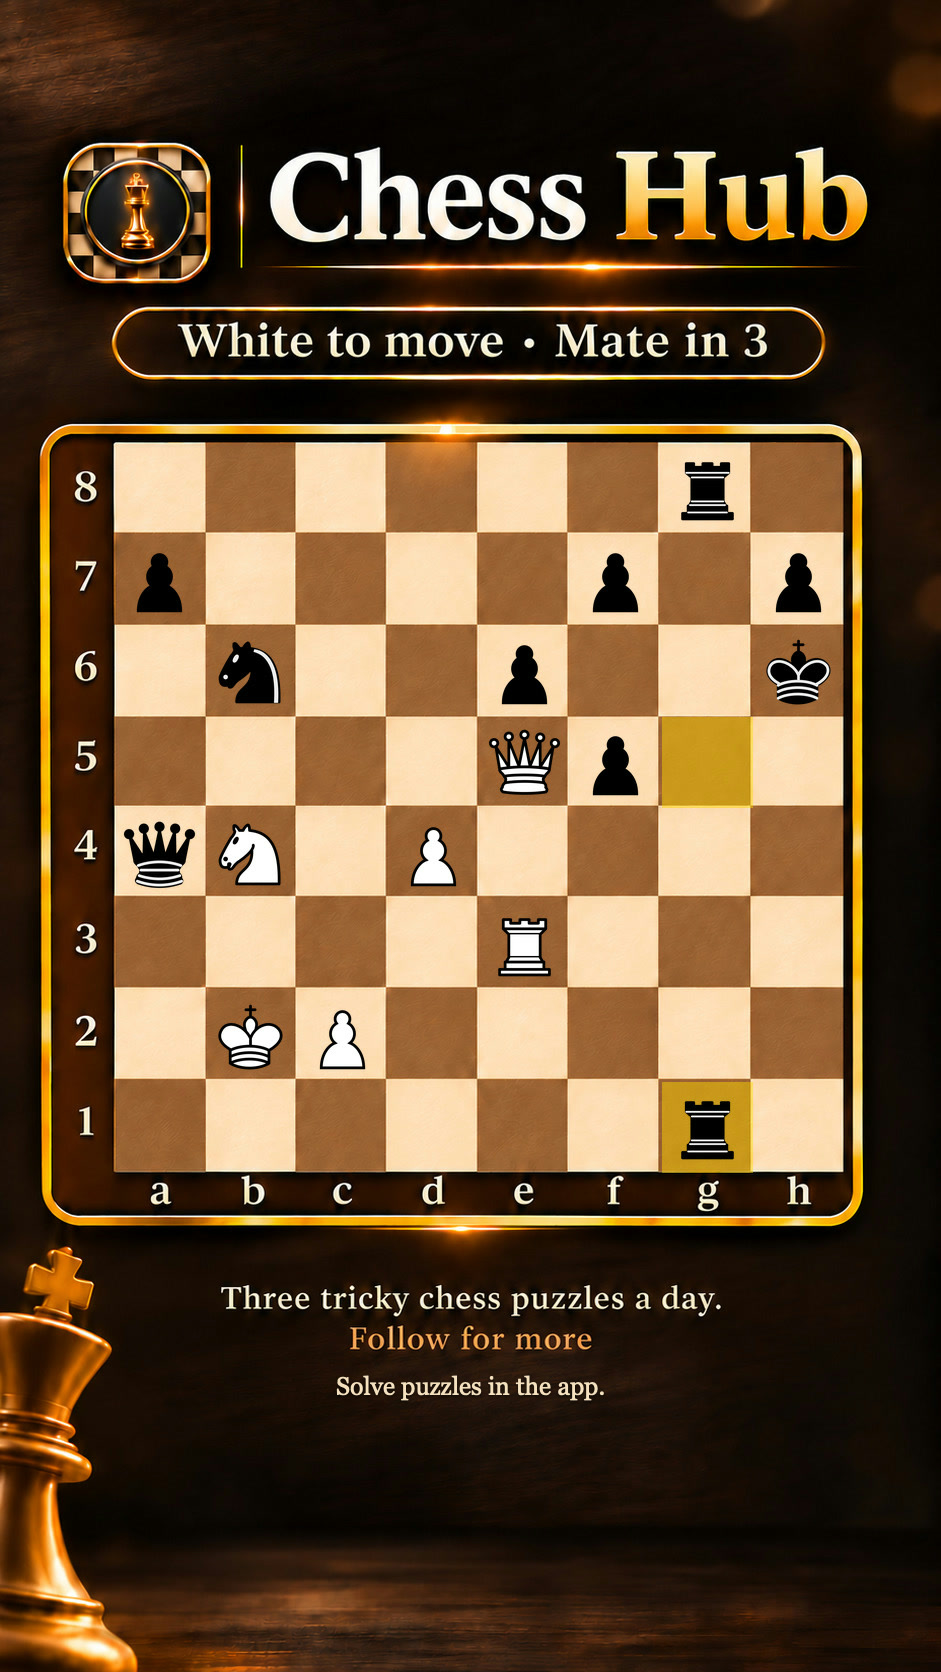 Chess Hub
White to move • Mate in 3
8
7
6
5
4
3
2
1
a b c d e f g h
Three tricky chess puzzles a day.
Follow for more
Solve puzzles in the app.